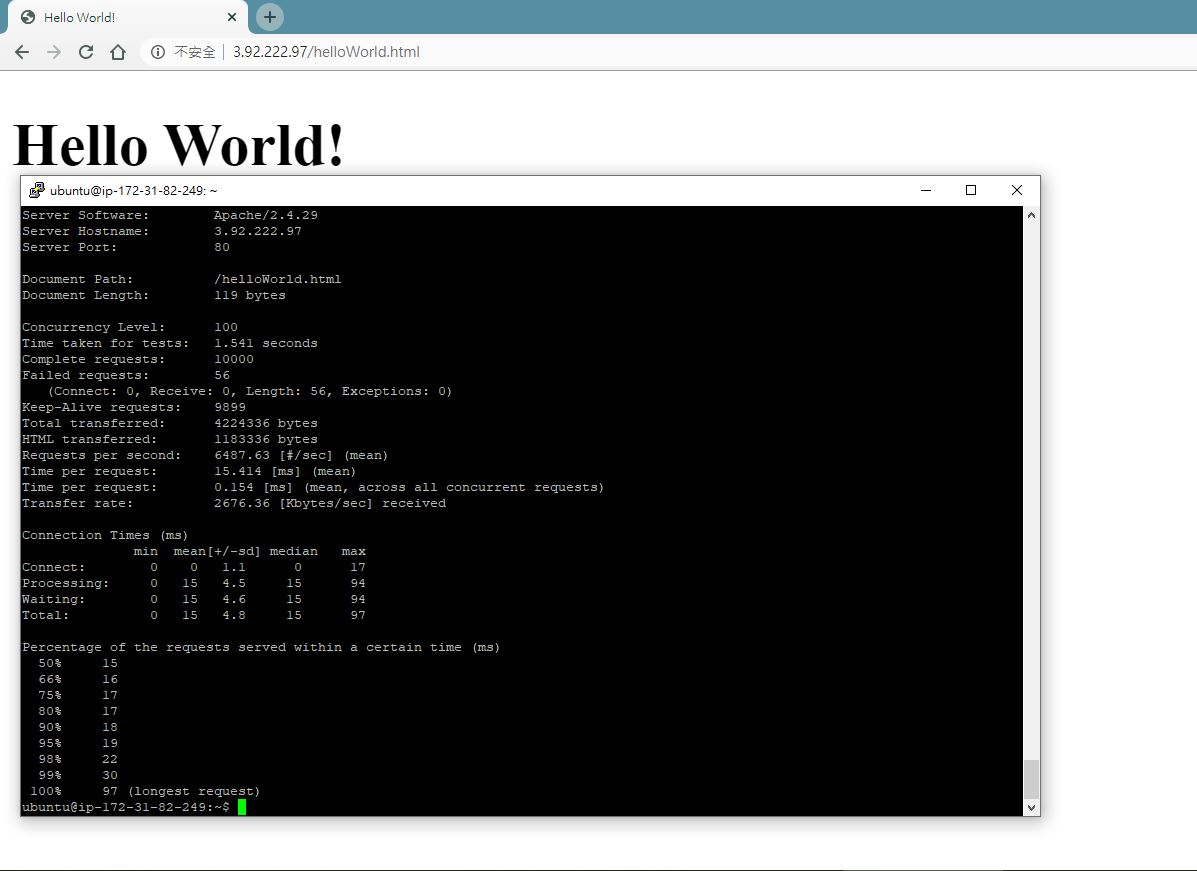 Hello World!
不安全 3.92.222.97/helloWorld.html
Hello World!
ubuntu@ip-172-31-82-249: ~
Server Software:        Apache/2.4.29
Server Hostname:        3.92.222.97
Server Port:            80
Document Path:          /helloWorld.html
Document Length:        119 bytes
Concurrency Level:      100
Time taken for tests:   1.541 seconds
Complete requests:      10000
Failed requests:        56
   (Connect: 0, Receive: 0, Length: 56, Exceptions: 0)
Keep-Alive requests:    9899
Total transferred:      4224336 bytes
HTML transferred:       1183336 bytes
Requests per second:    6487.63 [#/sec] (mean)
Time per request:       15.414 [ms] (mean)
Time per request:       0.154 [ms] (mean, across all concurrent requests)
Transfer rate:          2676.36 [Kbytes/sec] received
Connection Times (ms)
              min  mean[+/-sd] median   max
Connect:        0    0   1.1      0      17
Processing:     0   15   4.5     15      94
Waiting:        0   15   4.6     15      94
Total:          0   15   4.8     15      97
Percentage of the requests served within a certain time (ms)
  50%     15
  66%     16
  75%     17
  80%     17
  90%     18
  95%     19
  98%     22
  99%     30
 100%     97 (longest request)
ubuntu@ip-172-31-82-249:~$